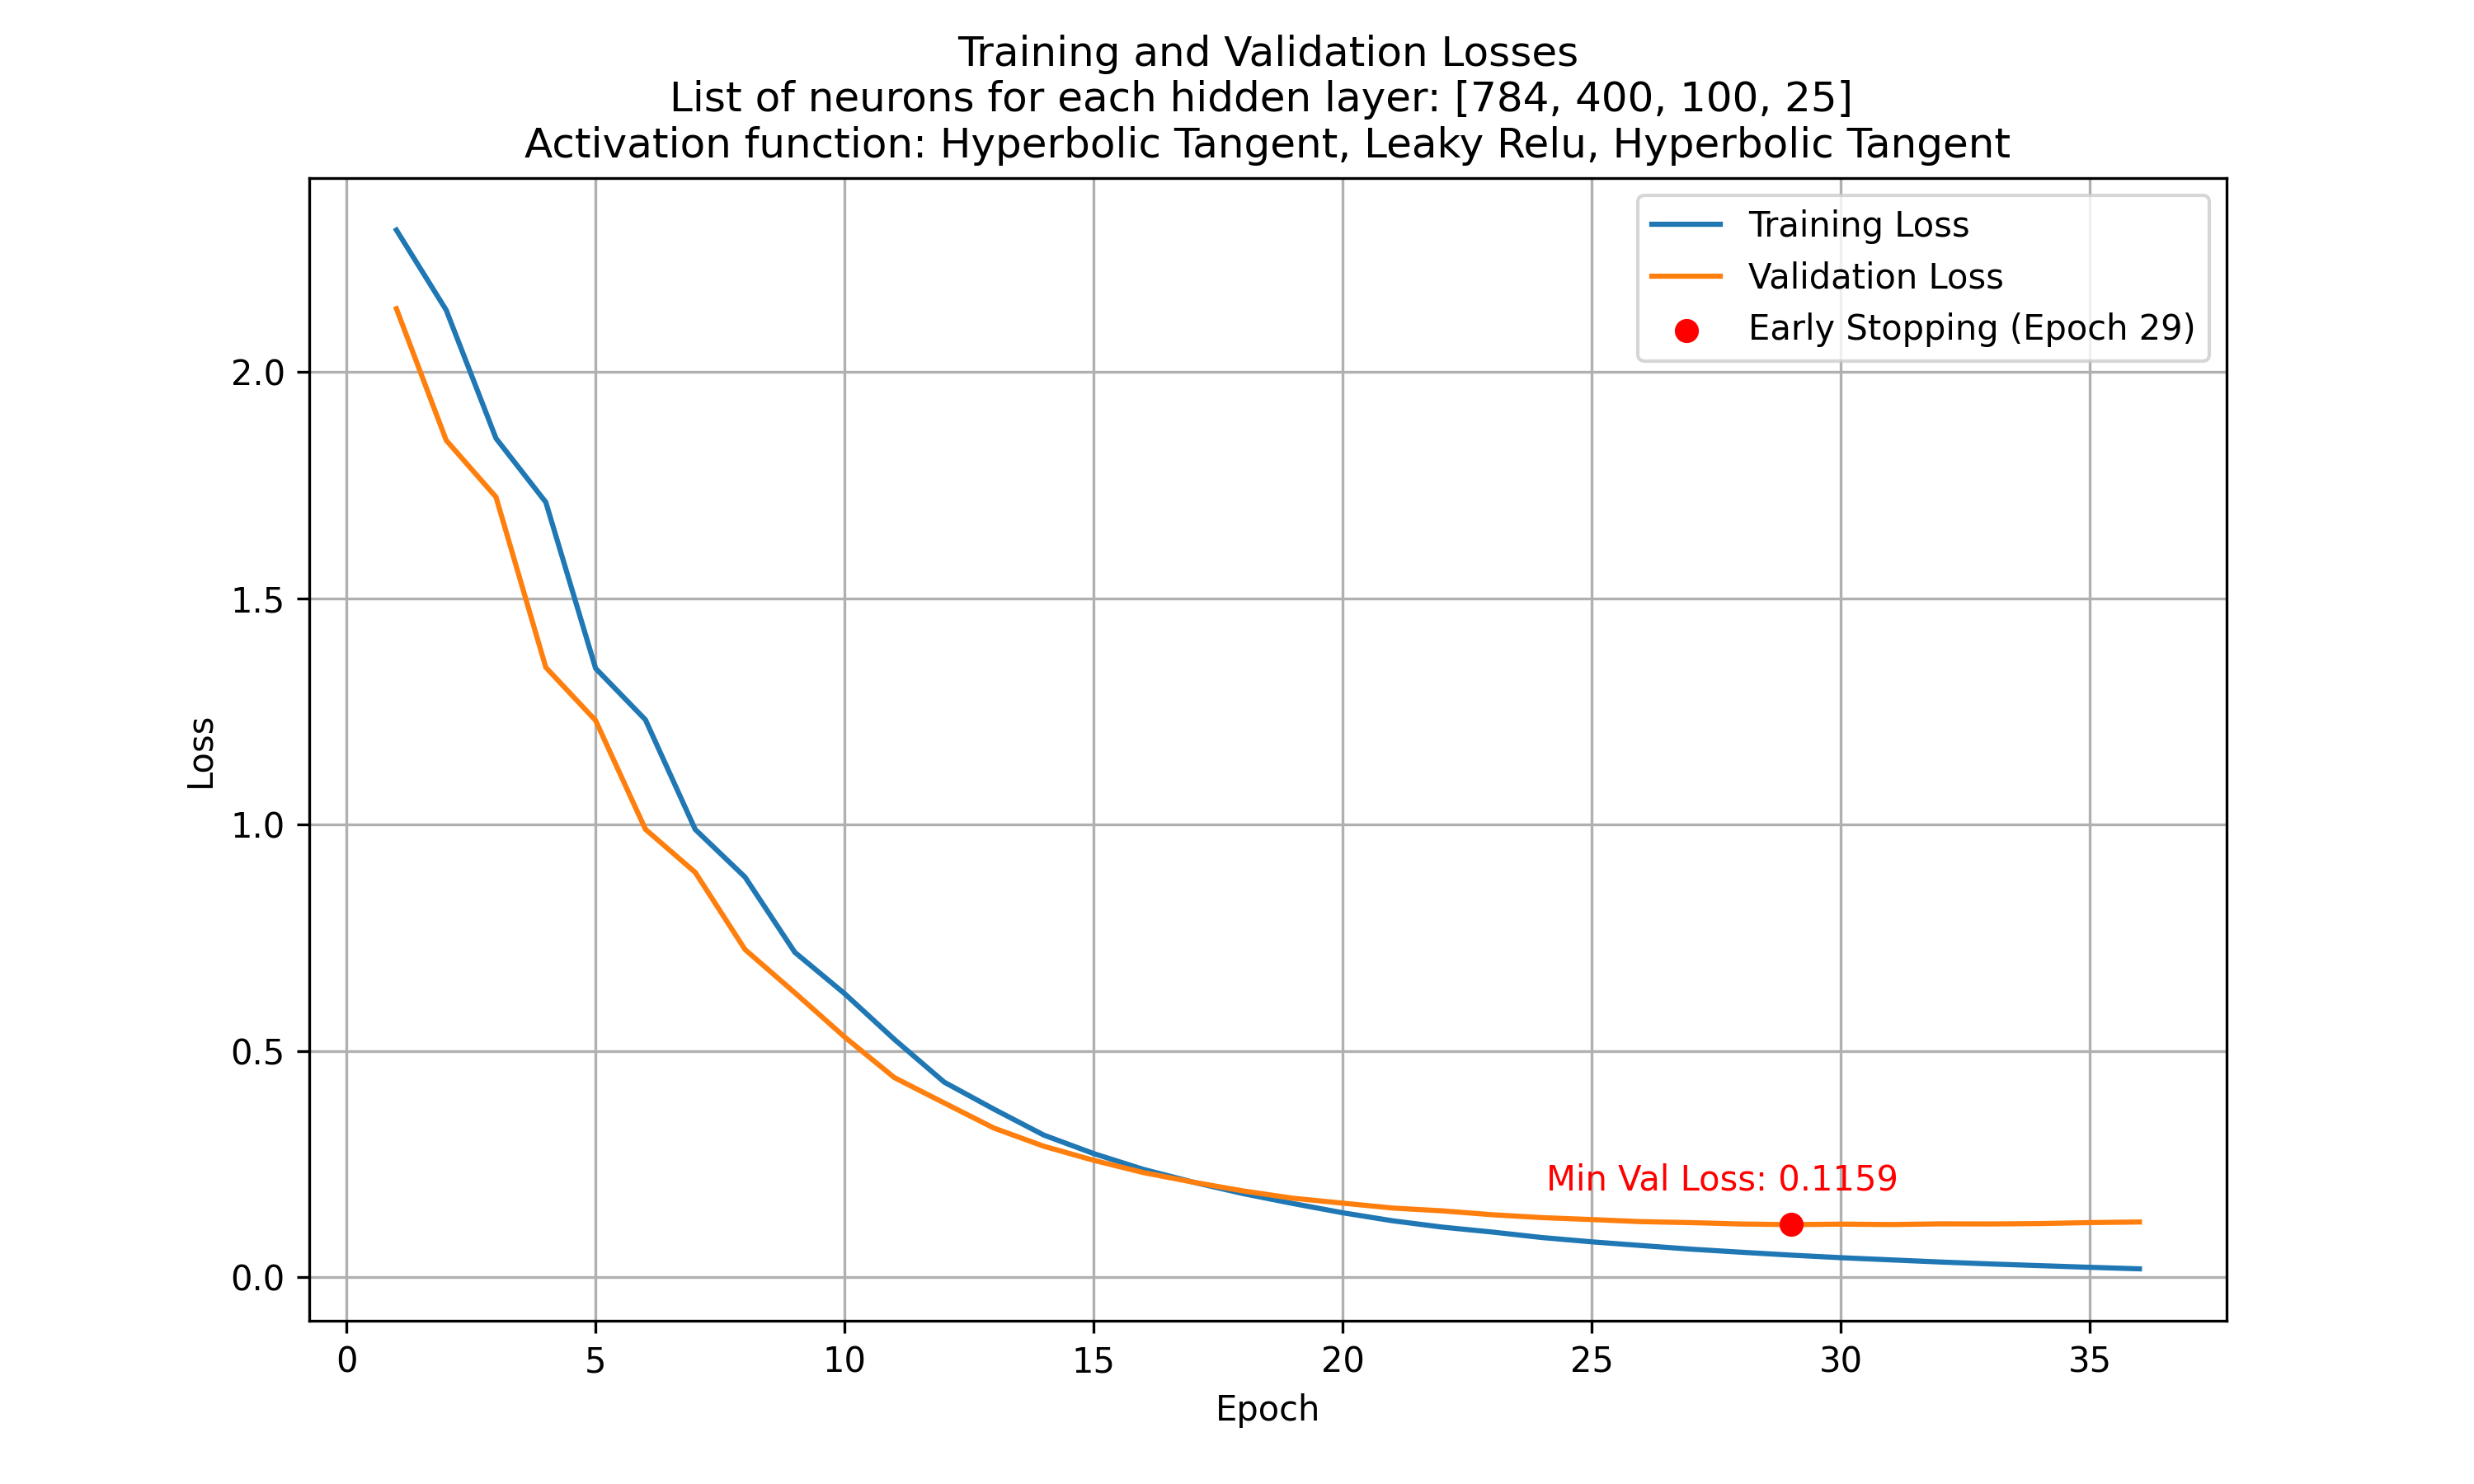 Training and Validation Losses
List of neurons for each hidden layer: [784, 400, 100, 25]
Activation function: Hyperbolic Tangent, Leaky Relu, Hyperbolic Tangent
Training Loss
Validation Loss
Early Stopping (Epoch 29)
2.0
1.5
1.0
0.5
0.0
Loss
Min Val Loss: 0.1159
0 5 10 15 20 25 30 35
Epoch